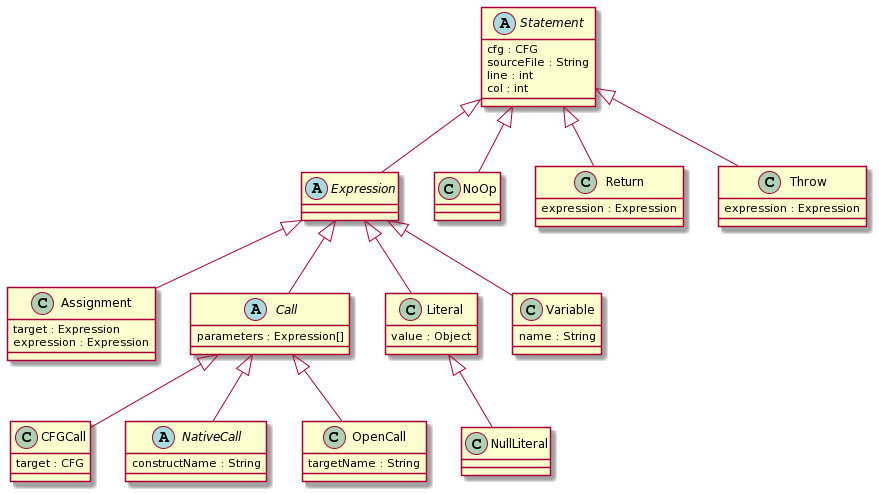 A Statement
cfg : CFG
sourceFile : String
line : int
col : int
A Expression
C NoOp
C Return
expression : Expression
C Throw
expression : Expression
C Assignment
target : Expression
expression : Expression
A Call
parameters : Expression[]
C Literal
value : Object
C Variable
name : String
C CFGCall
target : CFG
A NativeCall
constructName : String
C OpenCall
targetName : String
C NullLiteral